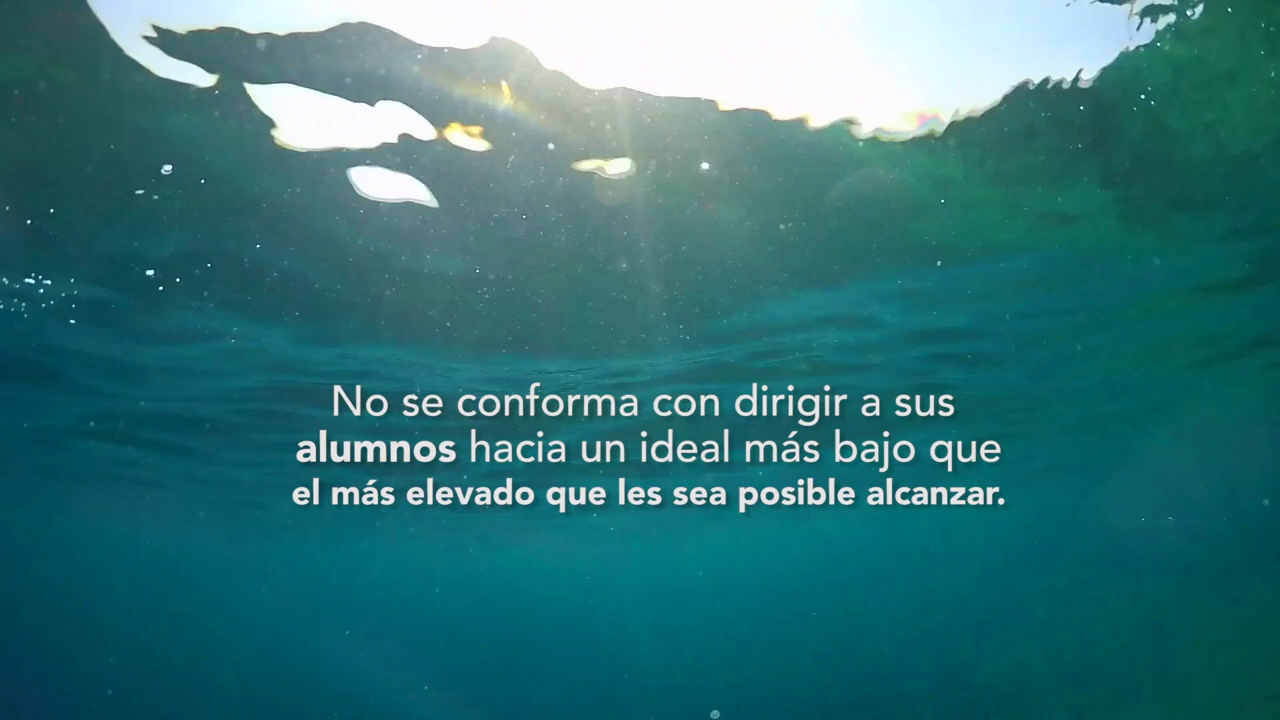 No se conforma con dirigir a sus
alumnos hacia un ideal más bajo que
el más elevado que les sea posible alcanzar.